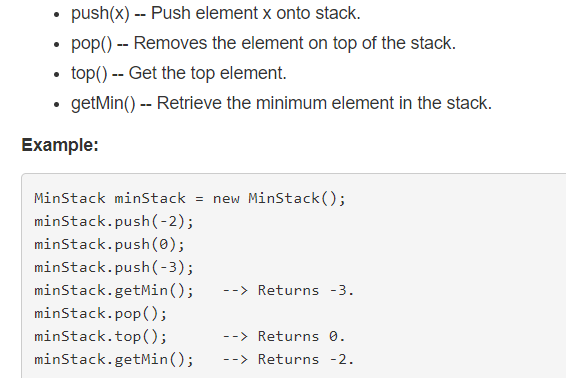 • push(x) -- Push element x onto stack.
• pop() -- Removes the element on top of the stack.
• top() -- Get the top element.
• getMin() -- Retrieve the minimum element in the stack.
Example:
MinStack minStack = new MinStack();
minStack.push(-2);
minStack.push(0);
minStack.push(-3);
minStack.getMin();   --> Returns -3.
minStack.pop();
minStack.top();      --> Returns 0.
minStack.getMin();   --> Returns -2.